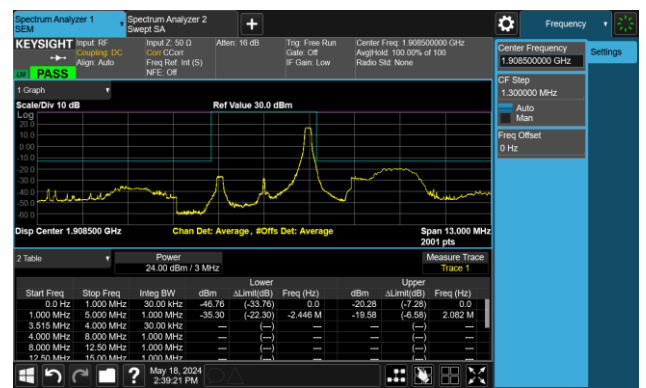 Spectrum Analyzer 1
SEM
Spectrum Analyzer 2
Swept SA
+
Frequency
KEYSIGHT
Input: RF
Coupling: DC
Align: Auto
Input Z: 50 Ω
Corr CCorr
Freq Ref: Int (S)
NFE: Off
Atten: 16 dB
Trig: Free Run
Gate: Off
IF Gain: Low
Center Freq: 1.908500000 GHz
Avg|Hold: 100.00% of 100
Radio Std: None
PASS
Center Frequency
1.908500000 GHz
Settings
CF Step
1.300000 MHz
Auto
Man
Freq Offset
0 Hz
1 Graph
Scale/Div 10 dB
Ref Value 30.0 dBm
Log
20.0
10.0
0.00
-10.0
-20.0
-30.0
-40.0
-50.0
-60.0
Disp Center 1.908500 GHz
Chan Det: Average, #Offs Det: Average
Span 13.000 MHz
2001 pts
2 Table
Power
24.00 dBm / 3 MHz
Measure Trace
Trace 1
Lower
Upper
Start Freq Stop Freq Integ BW dBm ΔLimit(dB) Freq (Hz) dBm ΔLimit(dB) Freq (Hz)
0.0 Hz 1.000 MHz 30.00 kHz -46.76 (-33.76) 0.0 -20.28 (-7.28) 0.0
1.000 MHz 5.000 MHz 1.000 MHz -35.30 (-22.30) -2.446 M -19.58 (-6.58) 2.082 M
3.515 MHz 4.000 MHz 30.00 kHz --- (---) --- --- (---) ---
4.000 MHz 8.000 MHz 1.000 MHz --- (---) --- --- (---) ---
8.000 MHz 12.50 MHz 1.000 MHz --- (---) --- --- (---) ---
12.50 MHz 15.00 MHz 1.000 MHz --- (---) --- --- (---) ---
?
May 18, 2024
2:39:21 PM